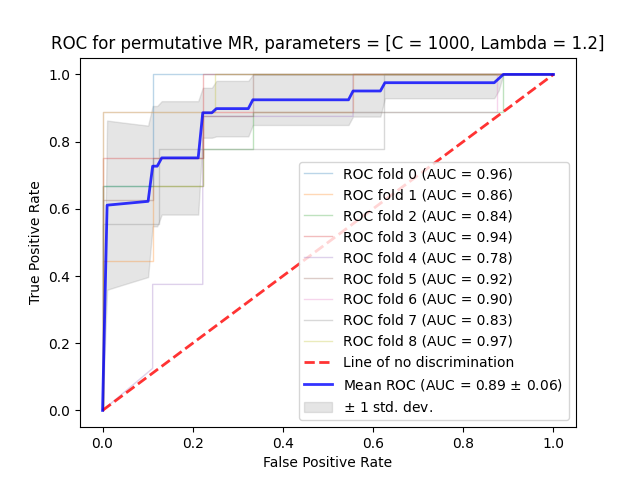 ROC for permutative MR, parameters = [C = 1000, Lambda = 1.2]
True Positive Rate
1.0
0.8
0.6
0.4
0.2
0.0
ROC fold 0 (AUC = 0.96)
ROC fold 1 (AUC = 0.86)
ROC fold 2 (AUC = 0.84)
ROC fold 3 (AUC = 0.94)
ROC fold 4 (AUC = 0.78)
ROC fold 5 (AUC = 0.92)
ROC fold 6 (AUC = 0.90)
ROC fold 7 (AUC = 0.83)
ROC fold 8 (AUC = 0.97)
Line of no discrimination
Mean ROC (AUC = 0.89 ± 0.06)
± 1 std. dev.
0.0 0.2 0.4 0.6 0.8 1.0
False Positive Rate